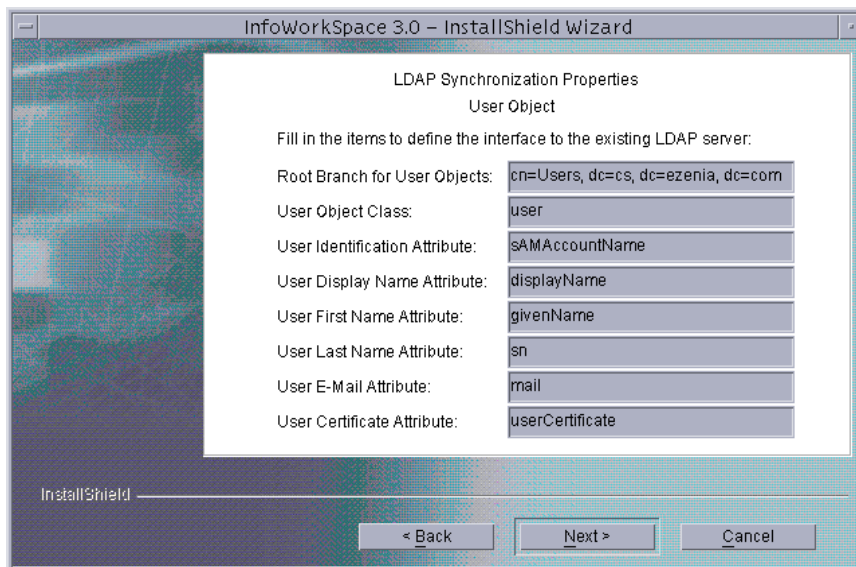 InfoWorkSpace 3.0 – InstallShield Wizard
LDAP Synchronization Properties
User Object
Fill in the items to define the interface to the existing LDAP server:
Root Branch for User Objects: cn=Users, dc=cs, dc=ezenia, dc=com
User Object Class: user
User Identification Attribute: sAMAccountName
User Display Name Attribute: displayName
User First Name Attribute: givenName
User Last Name Attribute: sn
User E-Mail Attribute: mail
User Certificate Attribute: userCertificate
InstallShield
< Back Next > Cancel